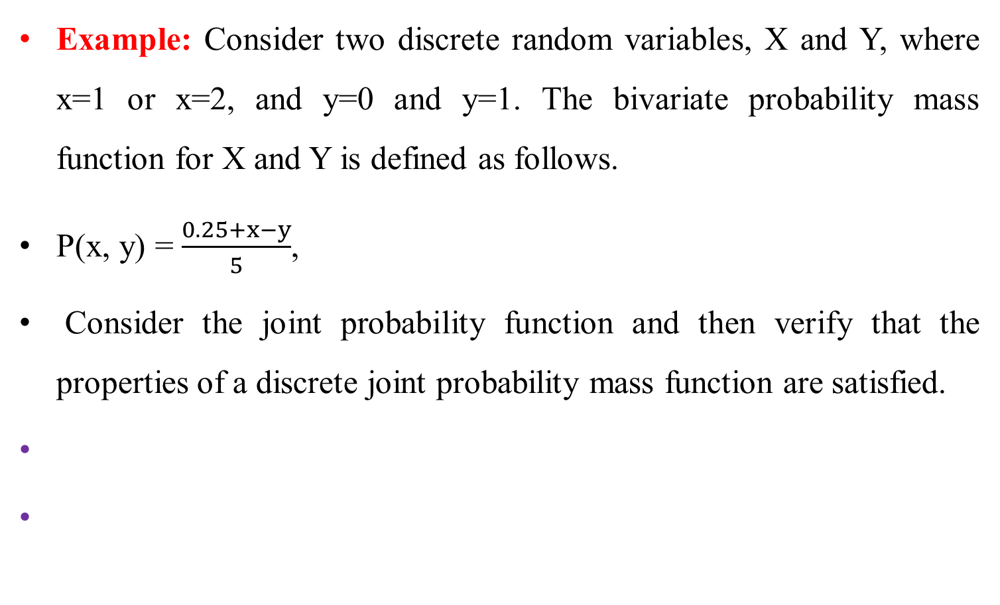 • Example: Consider two discrete random variables, X and Y, where
x=1 or x=2, and y=0 and y=1. The bivariate probability mass
function for X and Y is defined as follows.
• P(x, y) = \frac{0.25+x−y}{5},
• Consider the joint probability function and then verify that the
properties of a discrete joint probability mass function are satisfied.
•
•